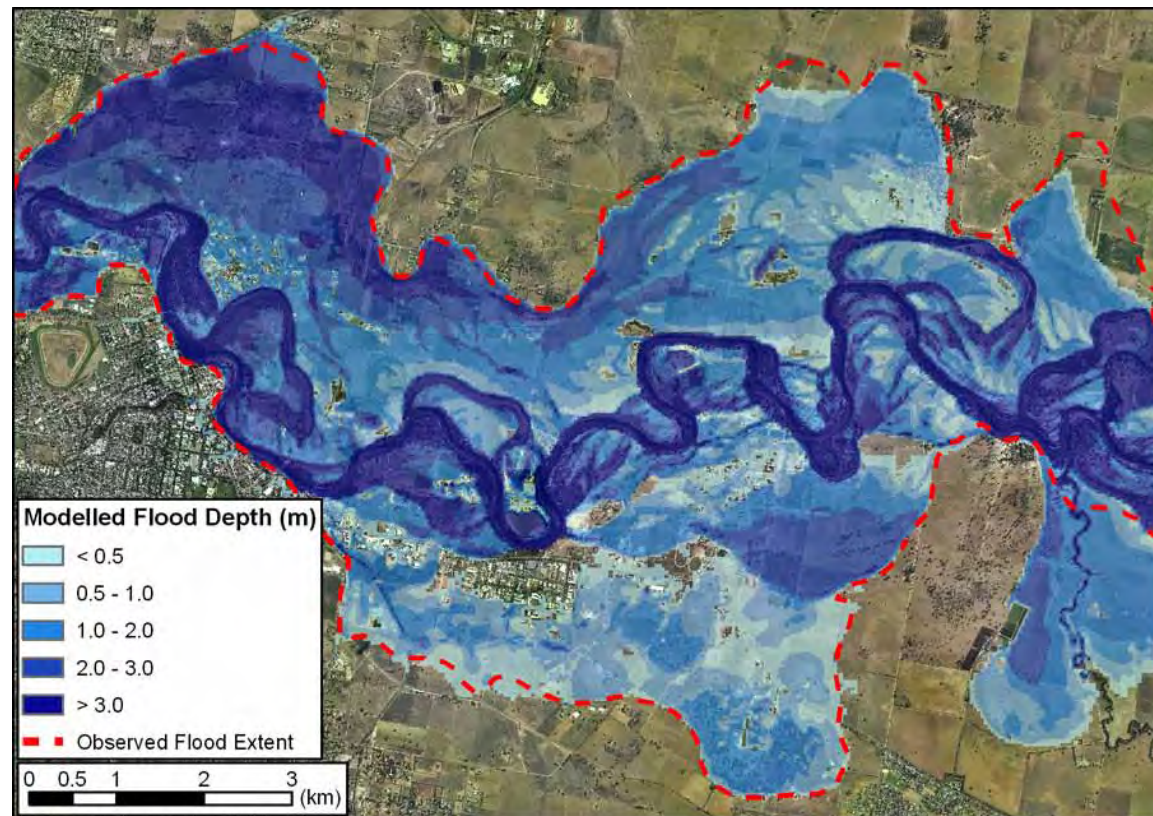 Modelled Flood Depth (m)
< 0.5
0.5 - 1.0
1.0 - 2.0
2.0 - 3.0
> 3.0
Observed Flood Extent
0 0.5 1 2 3
(km)